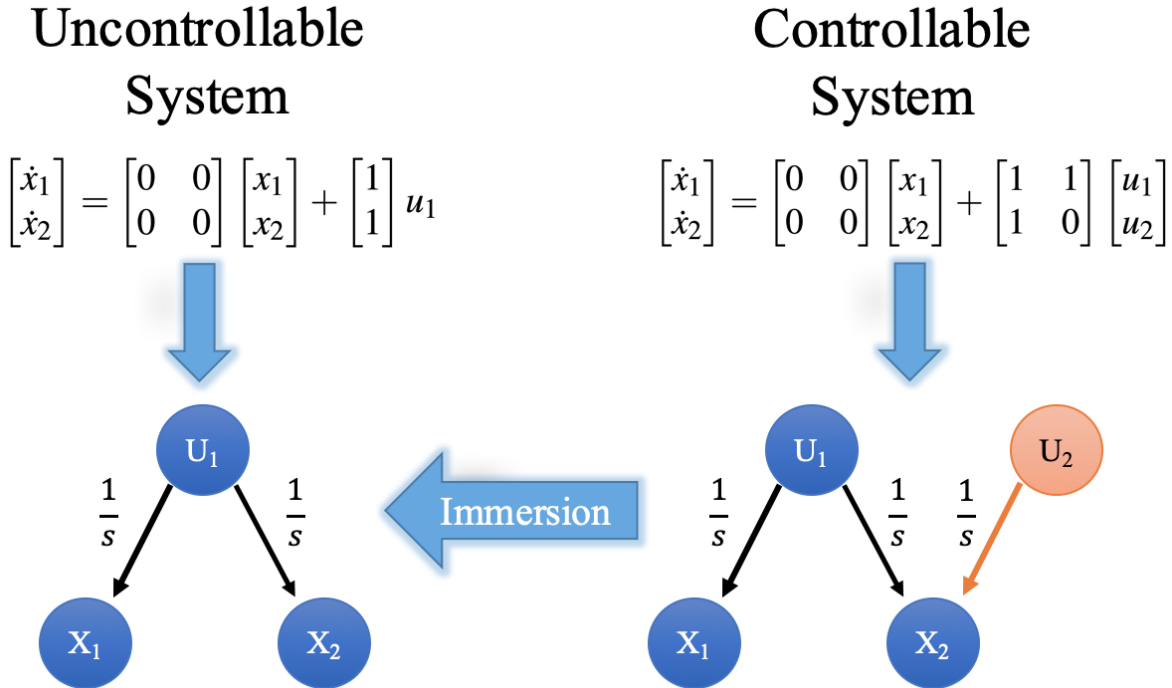 Uncontrollable System
Controllable System
[ẋ₁; ẋ₂] = [0 0; 0 0] [x₁; x₂] + [1; 1] u₁
[ẋ₁; ẋ₂] = [0 0; 0 0] [x₁; x₂] + [1 1; 1 0] [u₁; u₂]
U₁
1/s
1/s
X₁
X₂
Immersion
U₁
U₂
1/s
1/s
1/s
X₁
X₂